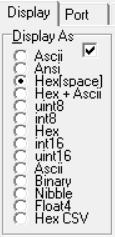 Display Port
Display As
Ascii
Ansi
Hex[space]
Hex + Ascii
uint8
int8
Hex
int16
uint16
Ascii
Binary
Nibble
Float4
Hex CSV